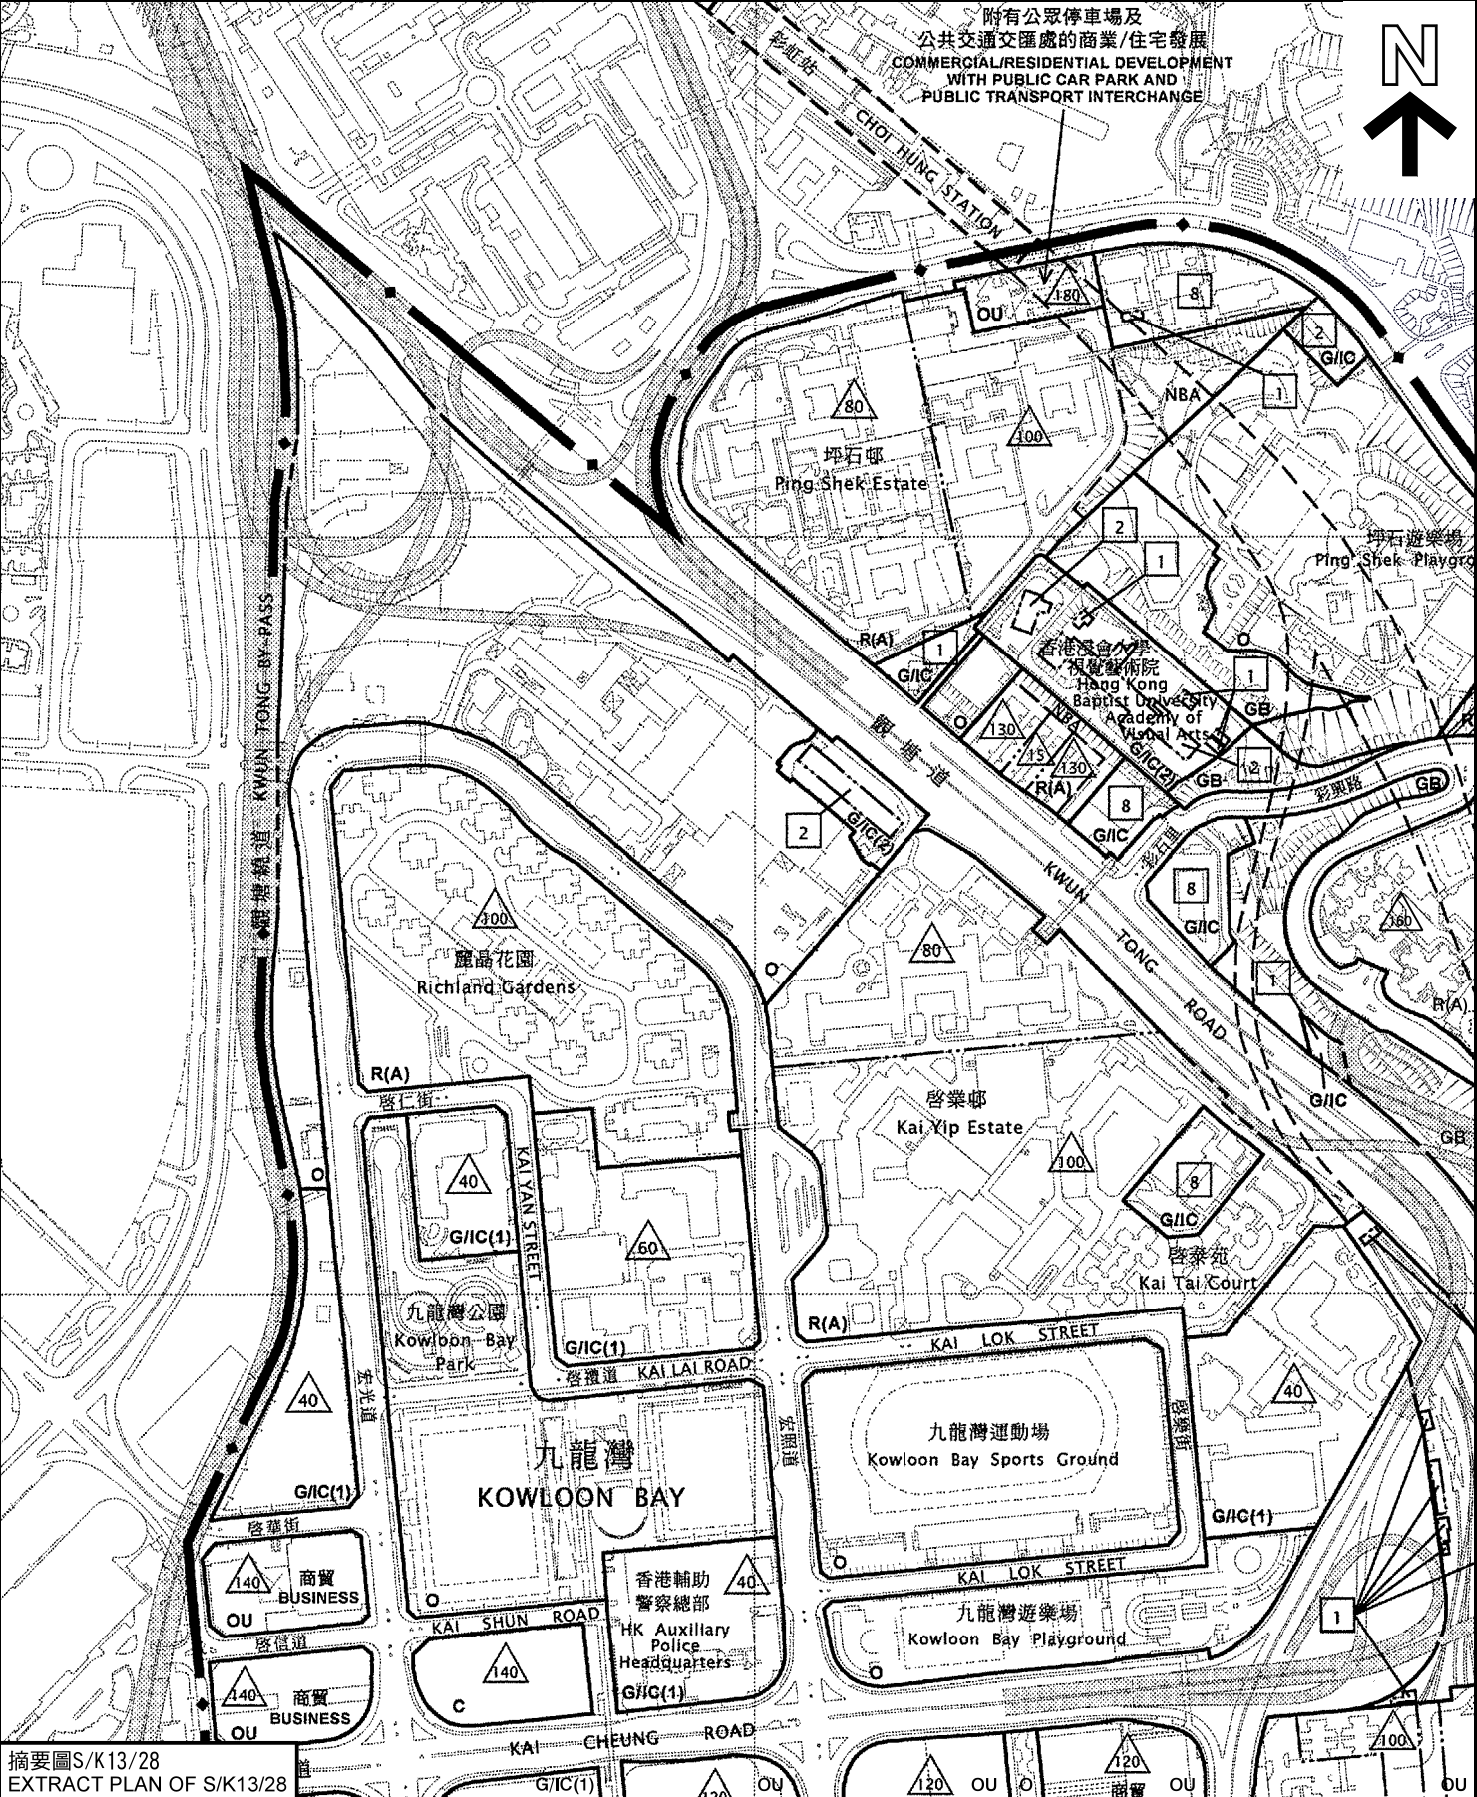 附有公眾停車場及
公共交通交匯處的商業/住宅發展
COMMERCIAL/RESIDENTIAL DEVELOPMENT
WITH PUBLIC CAR PARK AND
PUBLIC TRANSPORT INTERCHANGE
N
彩虹站
CHOI HUNG STATION
180
OU
8
2
G/IC
1
NBA
80
100
坪石邨
Ping Shek Estate
2
1
坪石遊樂場
Ping Shek Playgro
R(A)
1
G/IC
O
香港浸會大學
視覺藝術院
Hong Kong
Baptist University
Academy of
Visual Arts
1
GB
O
130
NBA
15
130
R(A)
G/IC(2)
2
GB
8
G/IC
彩興路
GB
彩石里
觀塘道
KWUN TONG ROAD
觀塘繞道 KWUN TONG BY-PASS
2
G/IC(2)
8
G/IC
160
R(A)
1
G/IC
GB
100
麗晶花園
Richland Gardens
O
80
R(A)
啓仁街
啓業邨
Kai Yip Estate
100
KAI YAN STREET
40
G/IC(1)
O
60
8
G/IC
啓泰苑
Kai Tai Court
九龍灣公園
Kowloon Bay
Park
G/IC(1)
啓禮道 KAI LAI ROAD
R(A)
KAI LOK STREET
40
宏光道
40
G/IC(1)
宏照道
九龍灣運動場
Kowloon Bay Sports Ground
啓樂街
九龍灣
KOWLOON BAY
G/IC(1)
啓華街
O
KAI LOK STREET
140
商貿
BUSINESS
OU
O
KAI SHUN ROAD
香港輔助
警察總部
HK Auxiliary
Police
Headquarters
40
G/IC(1)
九龍灣遊樂場
Kowloon Bay Playground
O
1
啓信道
140
商貿
BUSINESS
OU
140
C
KAI CHEUNG ROAD
100
摘要圖S/K13/28
EXTRACT PLAN OF S/K13/28
道
G/IC(1)
120
OU
120
OU
O
120
商貿
OU
OU